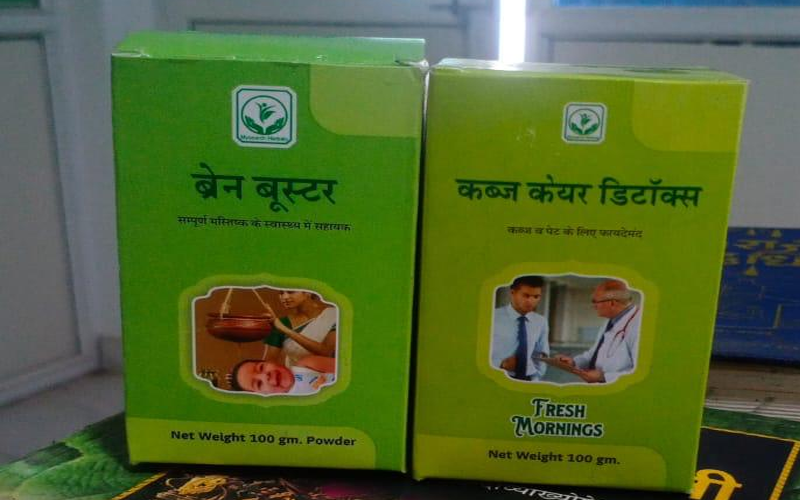 ब्रेन बूस्टर
सम्पूर्ण मस्तिष्क के स्वास्थ्य में सहायक
Net Weight 100 gm. Powder
कब्ज केयर डिटॉक्स
कब्ज व पेट के लिए फायदेमंद
FRESH
MORNINGS
Net Weight 100 gm.